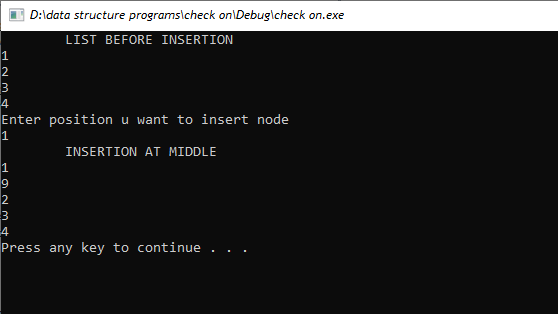 D:\data structure programs\check on\Debug\check on.exe
LIST BEFORE INSERTION
1
2
3
4
Enter position u want to insert node
1
INSERTION AT MIDDLE
1
9
2
3
4
Press any key to continue . . .